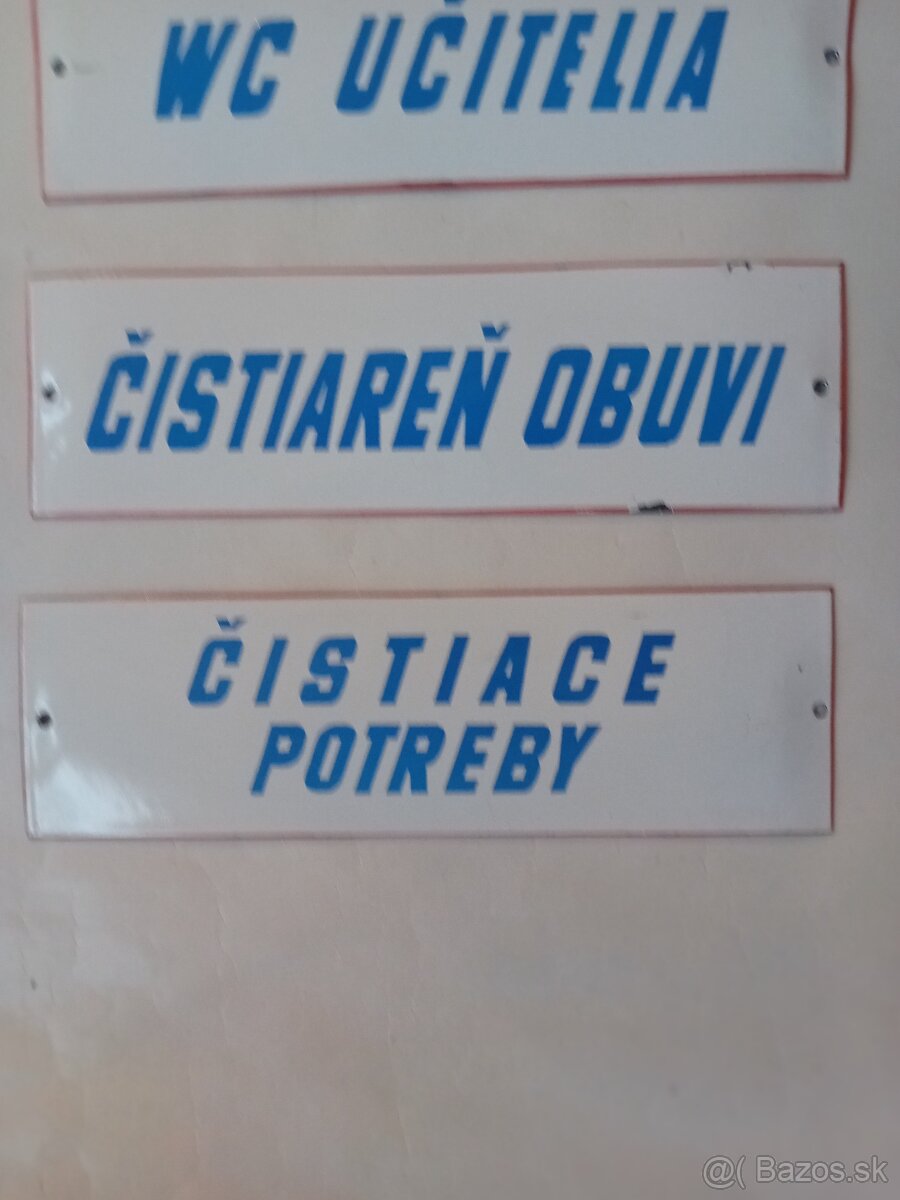 WC UČITELIA
ČISTIAREŇ OBUVI
ČISTIACE
POTREBY
@( Bazos.sk